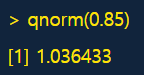 > qnorm(0.85)
[1] 1.036433